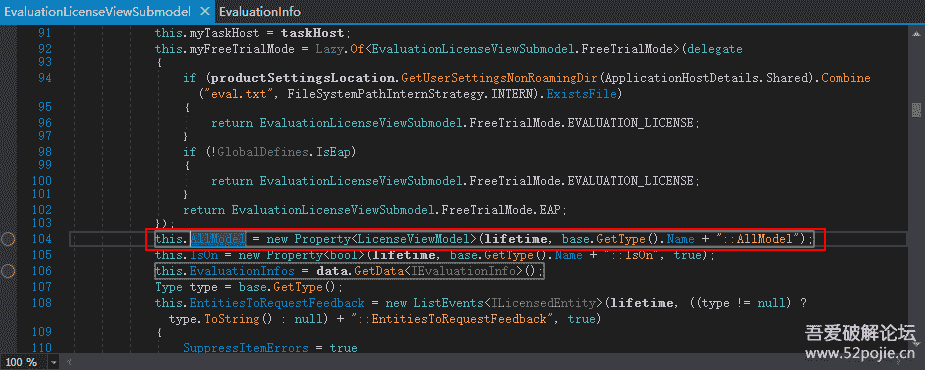 EvaluationLicenseViewSubmodel × EvaluationInfo
91 this.myTaskHost = taskHost;
92 this.myFreeTrialMode = Lazy.Of<EvaluationLicenseViewSubmodel.FreeTrialMode>(delegate
93 {
94 if (productSettingsLocation.GetUserSettingsNonRoamingDir(ApplicationHostDetails.Shared).Combine
("eval.txt", FileSystemPathInternStrategy.INTERN).ExistsFile)
95 {
96 return EvaluationLicenseViewSubmodel.FreeTrialMode.EVALUATION_LICENSE;
97 }
98 if (!GlobalDefines.IsEap)
99 {
100 return EvaluationLicenseViewSubmodel.FreeTrialMode.EVALUATION_LICENSE;
101 }
102 return EvaluationLicenseViewSubmodel.FreeTrialMode.EAP;
103 });
104 this.AllModel = new Property<LicenseViewModel>(lifetime, base.GetType().Name + "::AllModel");
105 this.IsOn = new Property<bool>(lifetime, base.GetType().Name + "::IsOn", true);
106 this.EvaluationInfos = data.GetData<IEvaluationInfo>();
107 Type type = base.GetType();
108 this.EntitiesToRequestFeedback = new ListEvents<ILicensedEntity>(lifetime, ((type != null) ?
type.ToString() : null) + "::EntitiesToRequestFeedback", true)
109 {
110 SuppressItemErrors = true
100 %
吾爱破解论坛
www.52pojie.cn